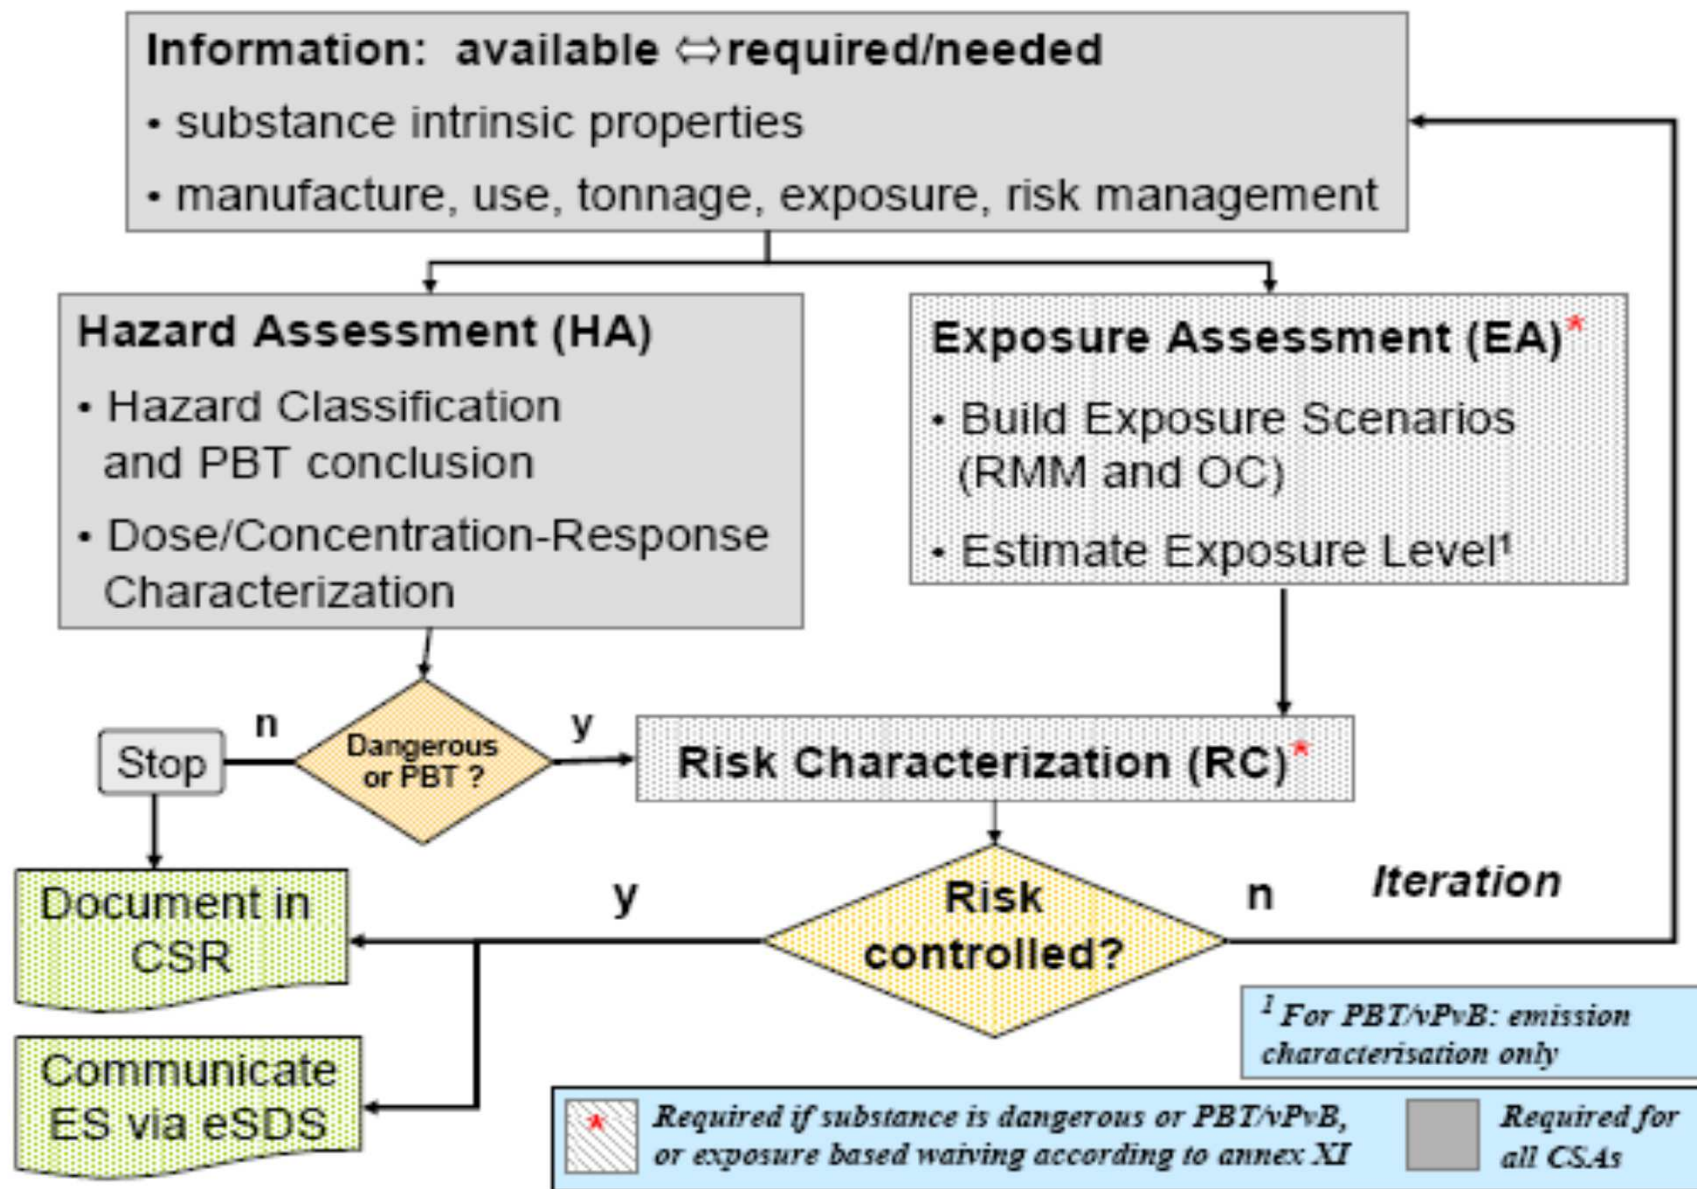 Information: available ⇔ required/needed
• substance intrinsic properties
• manufacture, use, tonnage, exposure, risk management
Hazard Assessment (HA)
• Hazard Classification
and PBT conclusion
• Dose/Concentration-Response
Characterization
Exposure Assessment (EA)*
• Build Exposure Scenarios
(RMM and OC)
• Estimate Exposure Level¹
n
Dangerous
or PBT ?
y
Stop
Risk Characterization (RC)*
Document in
CSR
y
Risk
controlled?
n
Iteration
Communicate
ES via eSDS
¹ For PBT/vPvB: emission
characterisation only
*
Required if substance is dangerous or PBT/vPvB,
or exposure based waiving according to annex XI
Required for
all CSAs